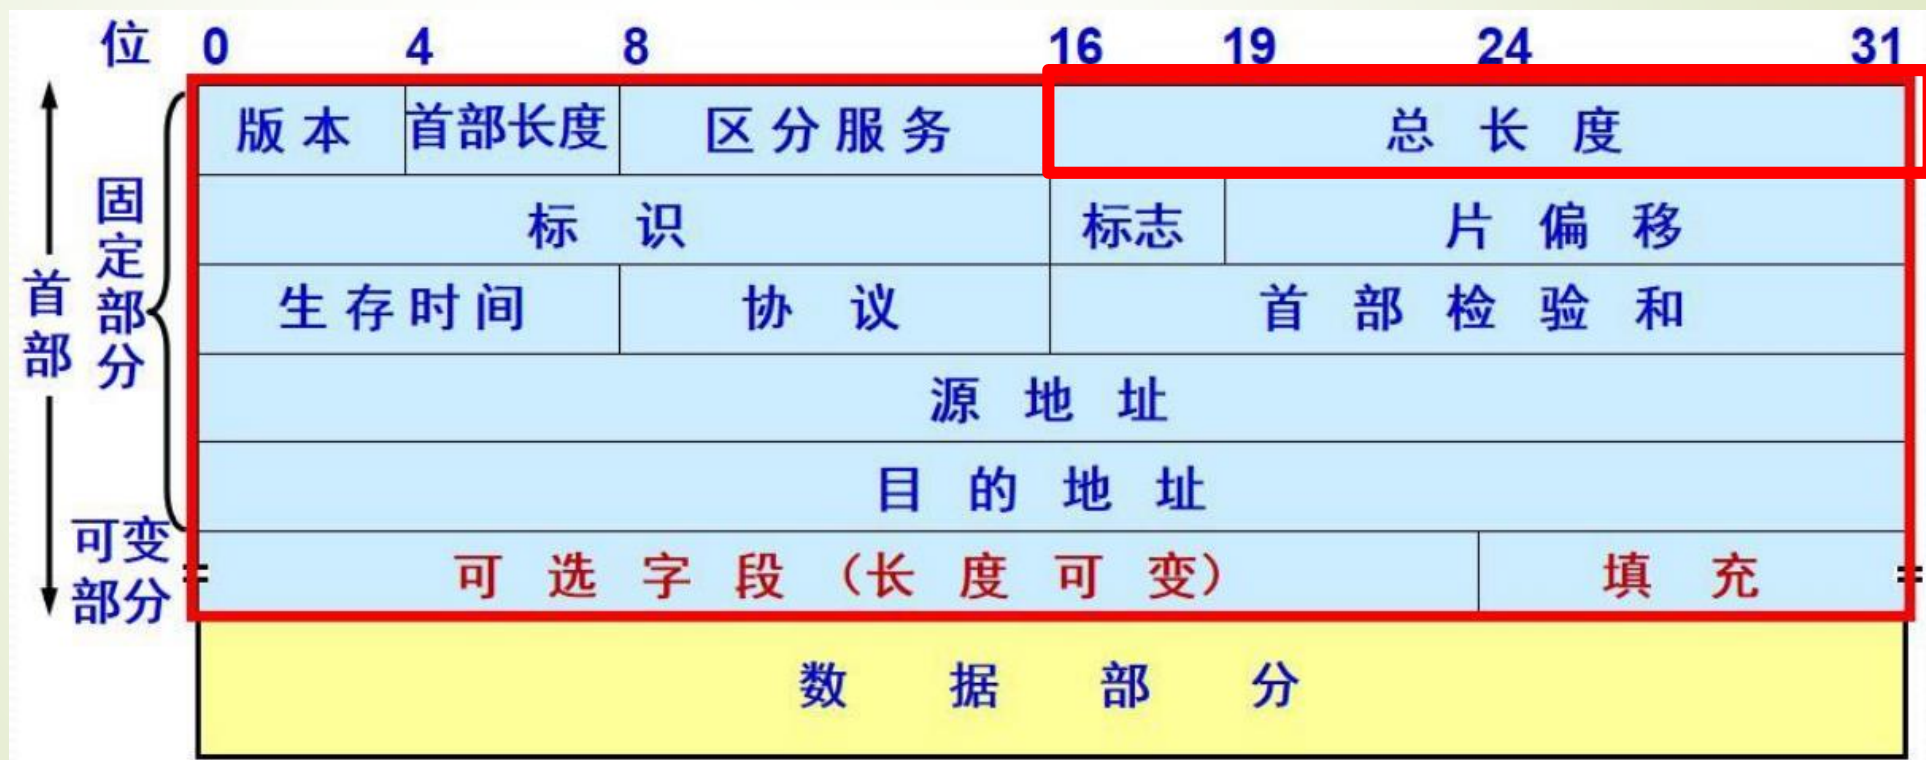 位 0 4 8 16 19 24 31
版本 首部长度 区分服务 总长度
标识 标志 片偏移
生存时间 协议 首部检验和
源地址
目的地址
可选字段（长度可变） 填充
数据部分
首部
固定部分
可变
部分